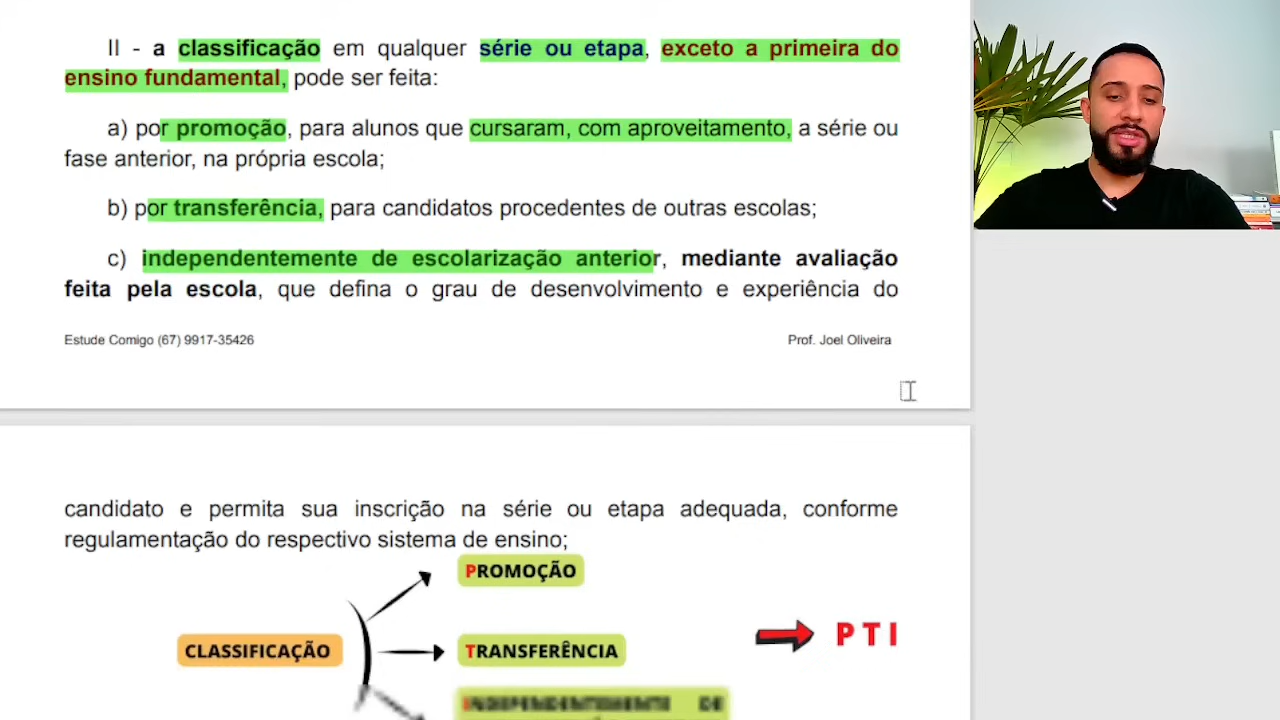 II - a classificação em qualquer série ou etapa, exceto a primeira do
ensino fundamental, pode ser feita:
a) por promoção, para alunos que cursaram, com aproveitamento, a série ou
fase anterior, na própria escola;
b) por transferência, para candidatos procedentes de outras escolas;
c) independentemente de escolarização anterior, mediante avaliação
feita pela escola, que defina o grau de desenvolvimento e experiência do
Estude Comigo (67) 9917-35426 Prof. Joel Oliveira
candidato e permita sua inscrição na série ou etapa adequada, conforme
regulamentação do respectivo sistema de ensino;
PROMOÇÃO
PTI
CLASSIFICAÇÃO
TRANSFERÊNCIA
INDEPENDENTEMENTE DE